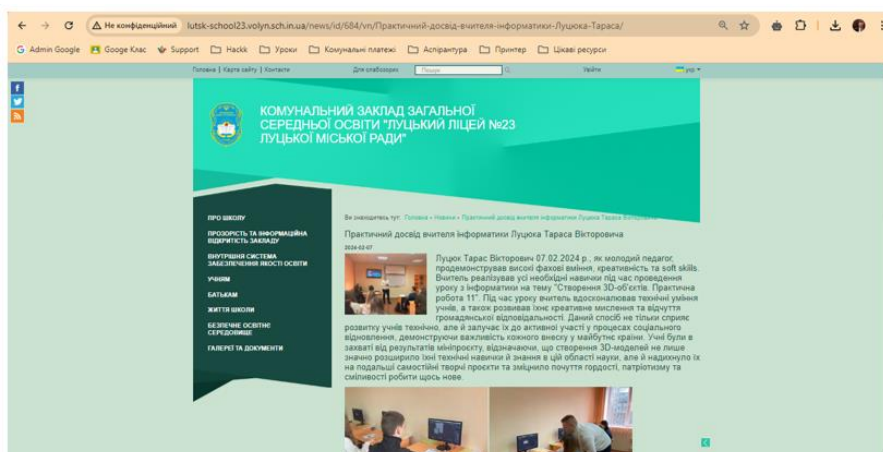 Не конфіденційний lutsk-school23.volyn.sch.in.ua/news/id/684/vn/Практичний-досвід-вчителя-інформатики-Луцюка-Тараса/
Admin Google Googe Клас Support Hackk Уроки Комунальні платежі Аспірантура Принтер Цікаві ресурси
Головна | Карта сайту | Контакти Для слабозорих Пошук Увійти укр
КОМУНАЛЬНИЙ ЗАКЛАД ЗАГАЛЬНОЇ
СЕРЕДНЬОЇ ОСВІТИ "ЛУЦЬКИЙ ЛІЦЕЙ №23
ЛУЦЬКОЇ МІСЬКОЇ РАДИ"
ПРО ШКОЛУ
ПРОЗОРІСТЬ ТА ІНФОРМАЦІЙНА
ВІДКРИТІСТЬ ЗАКЛАДУ
ВНУТРІШНЯ СИСТЕМА
ЗАБЕЗПЕЧЕННЯ ЯКОСТІ ОСВІТИ
УЧНЯМ
БАТЬКАМ
ЖИТТЯ ШКОЛИ
БЕЗПЕЧНЕ ОСВІТНЄ
СЕРЕДОВИЩЕ
ГАЛЕРЕЇ ТА ДОКУМЕНТИ
Ви знаходитесь тут: Головна » Новини » Практичний досвід вчителя інформатики Луцюка Тараса Вікторовича
Практичний досвід вчителя інформатики Луцюка Тараса Вікторовича
2024-02-07
Луцюк Тарас Вікторович 07.02.2024 р., як молодий педагог,
продемонстрував високі фахові вміння, креативність та soft skills.
Вчитель реалізував усі необхідні навички під час проведення
уроку з інформатики на тему "Створення 3D-об'єктів. Практична
робота 11". Під час уроку вчитель вдосконалював технічні уміння
учнів, а також розвивав їхнє креативне мислення та відчуття
громадянської відповідальності. Даний спосіб не тільки сприяє
розвитку учнів технічно, але й залучає їх до активної участі у процесах соціального
відновлення, демонструючи важливість кожного внеску у майбутнє країни. Учні були в
захваті від результатів мініпроєкту, відзначаючи, що створення 3D-моделей не лише
значно розширило їхні технічні навички й знання в цій області науки, але й надихнуло їх
на подальші самостійні творчі проєкти та зміцнило почуття гордості, патріотизму та
сміливості робити щось нове.